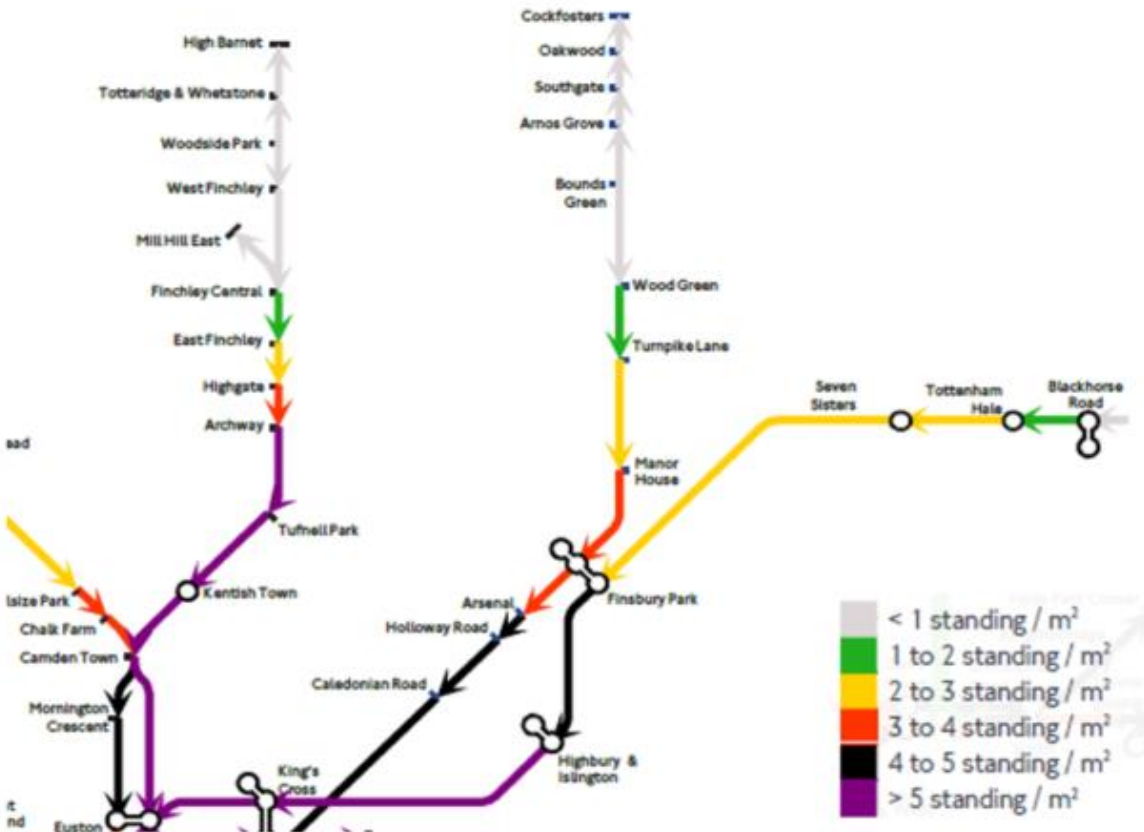 Cockfosters
High Barnet
Oakwood
Totteridge & Whetstone
Southgate
Arnos Grove
Woodside Park
West Finchley
Bounds
Green
Mill Hill East
Finchley Central
Wood Green
East Finchley
Turnpike Lane
Highgate
Seven
Sisters
Tottenham
Hale
Blackhorse
Road
Archway
ead
Manor
House
Tufnell Park
Kentish Town
lsize Park
Arsenal
Finsbury Park
Chalk Farm
Holloway Road
Camden Town
Caledonian Road
Mornington
Crescent
Highbury &
Islington
King's
Cross
t
nd
Euston
< 1 standing / m²
1 to 2 standing / m²
2 to 3 standing / m²
3 to 4 standing / m²
4 to 5 standing / m²
> 5 standing / m²